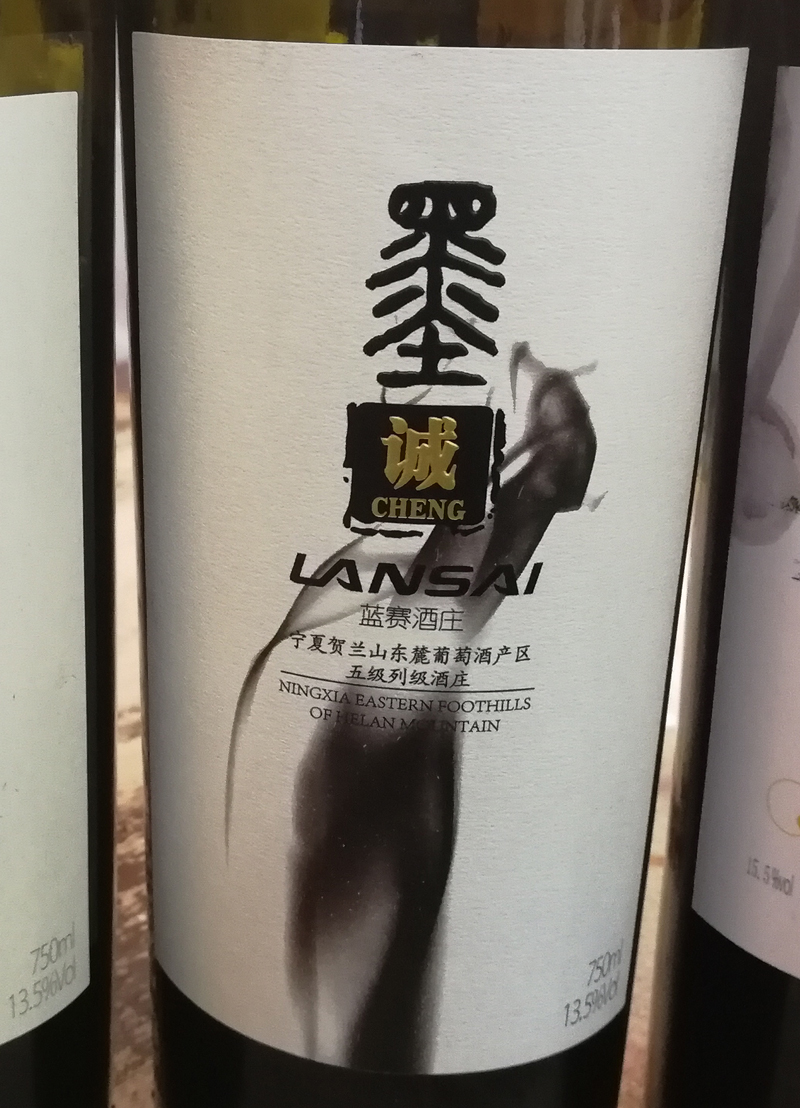 墨
诚
CHENG
LANSAI
蓝赛酒庄
宁夏贺兰山东麓葡萄酒产区
五级列级酒庄
NINGXIA EASTERN FOOTHILLS
OF HELAN MOUNTAIN
750ml
13.5%Vol
750ml
13.5%Vol
15.5%vol